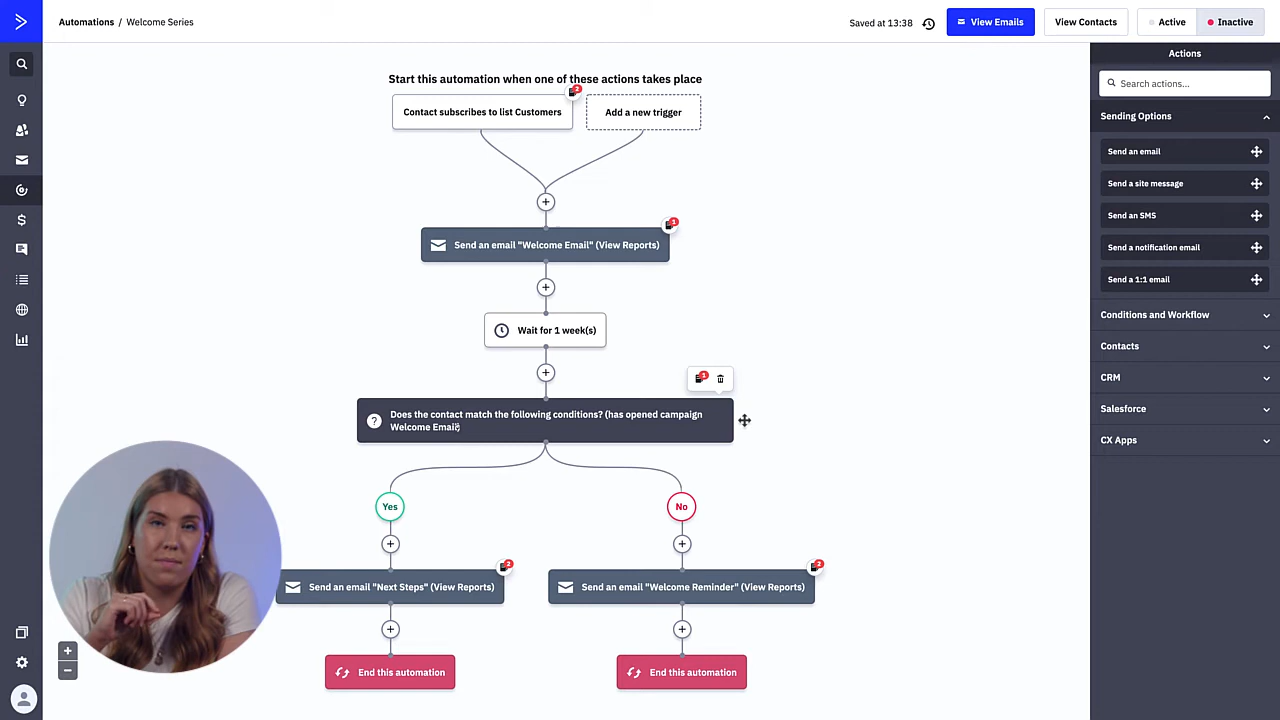 Automations / Welcome Series
Saved at 13:38
View Emails
View Contacts
Active
Inactive
Actions
Search actions...
Sending Options
Send an email
Send a site message
Send an SMS
Send a notification email
Send a 1:1 email
Conditions and Workflow
Contacts
CRM
Salesforce
CX Apps
Start this automation when one of these actions takes place
2
Contact subscribes to list Customers
Add a new trigger
1
Send an email "Welcome Email" (View Reports)
Wait for 1 week(s)
1
? Does the contact match the following conditions? (has opened campaign
Welcome Email)
Yes
No
2
Send an email "Next Steps" (View Reports)
2
Send an email "Welcome Reminder" (View Reports)
End this automation
End this automation